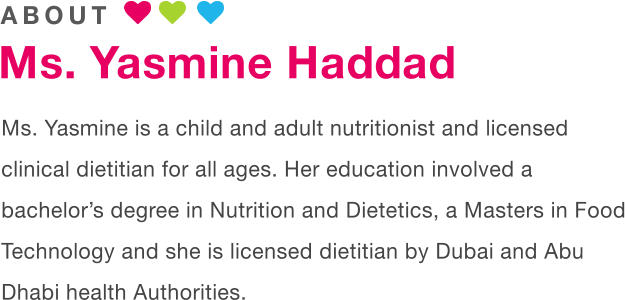 ABOUT
Ms. Yasmine Haddad
Ms. Yasmine is a child and adult nutritionist and licensed
clinical dietitian for all ages. Her education involved a
bachelor’s degree in Nutrition and Dietetics, a Masters in Food
Technology and she is licensed dietitian by Dubai and Abu
Dhabi health Authorities.